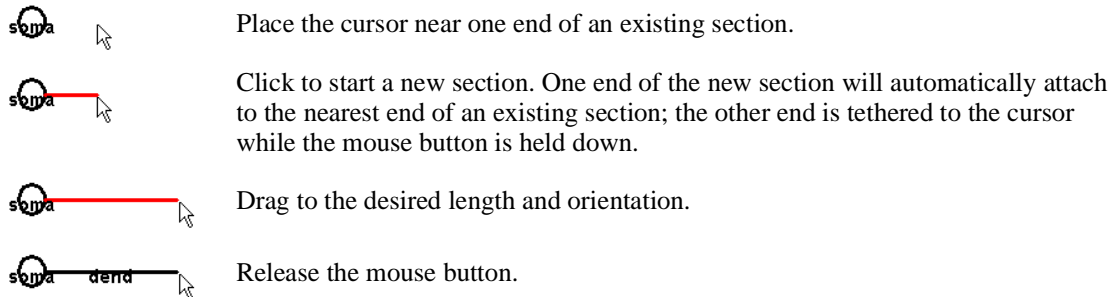 soma
Place the cursor near one end of an existing section.
soma
Click to start a new section. One end of the new section will automatically attach
to the nearest end of an existing section; the other end is tethered to the cursor
while the mouse button is held down.
soma
Drag to the desired length and orientation.
soma dend
Release the mouse button.